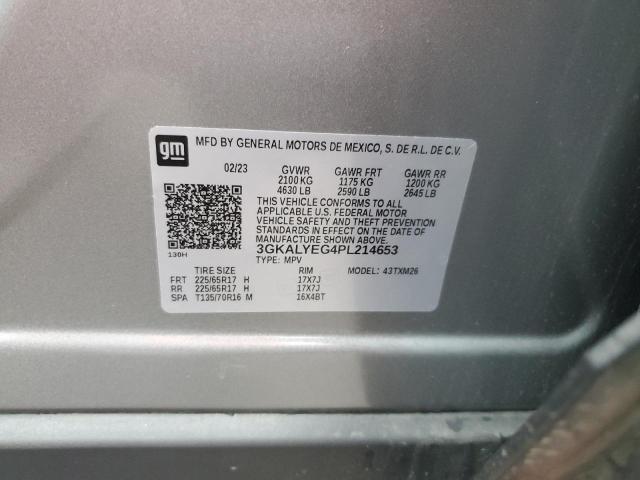 gm
MFD BY GENERAL MOTORS DE MEXICO, S. DE R.L. DE C.V.
02/23 GVWR GAWR FRT GAWR RR
2100 KG 1175 KG 1200 KG
4630 LB 2590 LB 2645 LB
THIS VEHICLE CONFORMS TO ALL
APPLICABLE U.S. FEDERAL MOTOR
VEHICLE SAFETY AND THEFT PREVENTION
STANDARDS IN EFFECT ON THE DATE OF
MANUFACTURE SHOWN ABOVE.
3GKALYEG4PL214653
130H
TYPE: MPV MODEL: 43TXM26
TIRE SIZE RIM
FRT 225/65R17 H 17X7J
RR 225/65R17 H 17X7J
SPA T135/70R16 M 16X4BT